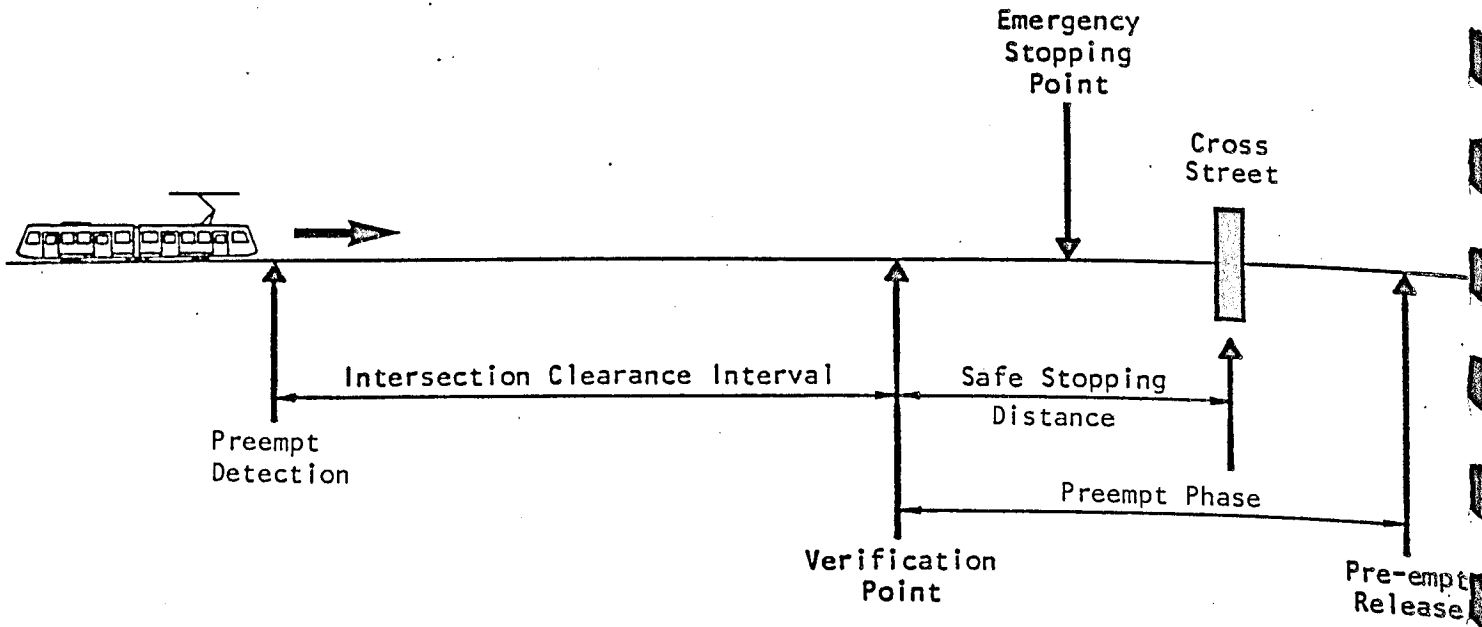 Emergency
Stopping
Point
Cross
Street
Intersection Clearance Interval
Safe Stopping
Distance
Preempt
Detection
Preempt Phase
Verification
Point
Pre-empt
Release